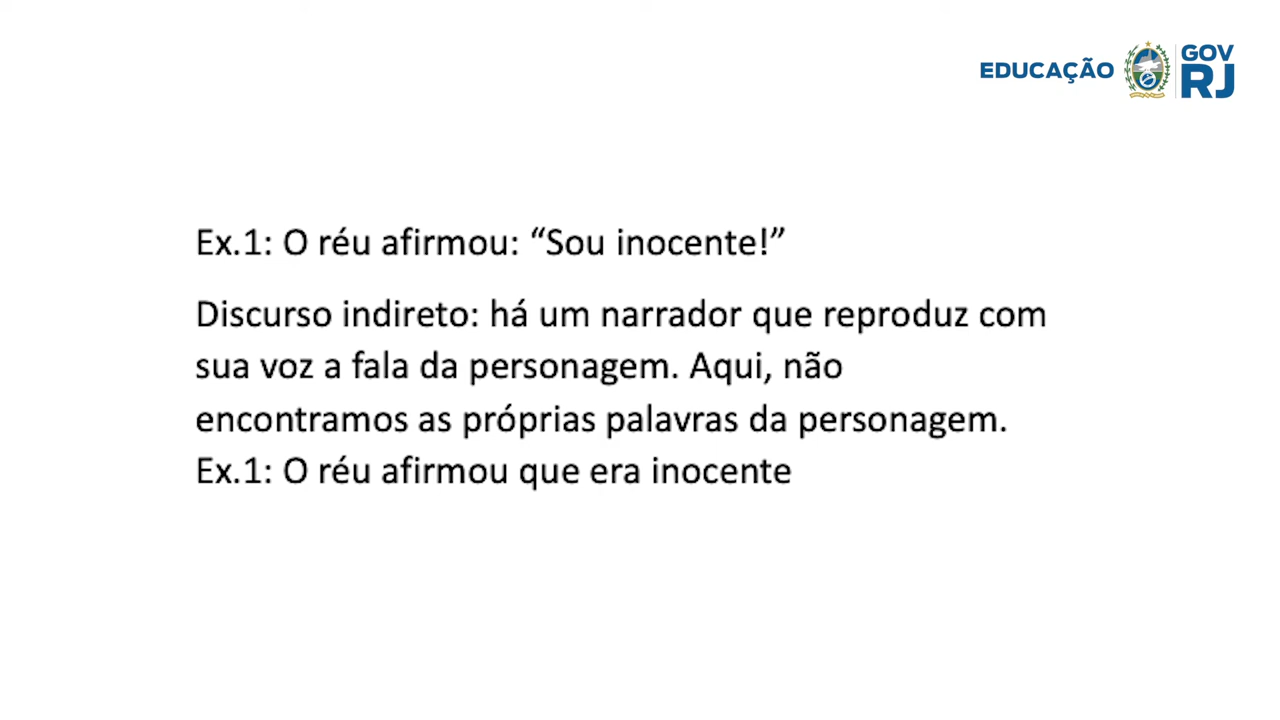 EDUCAÇÃO
GOV
RJ
Ex.1: O réu afirmou: “Sou inocente!”
Discurso indireto: há um narrador que reproduz com
sua voz a fala da personagem. Aqui, não
encontramos as próprias palavras da personagem.
Ex.1: O réu afirmou que era inocente